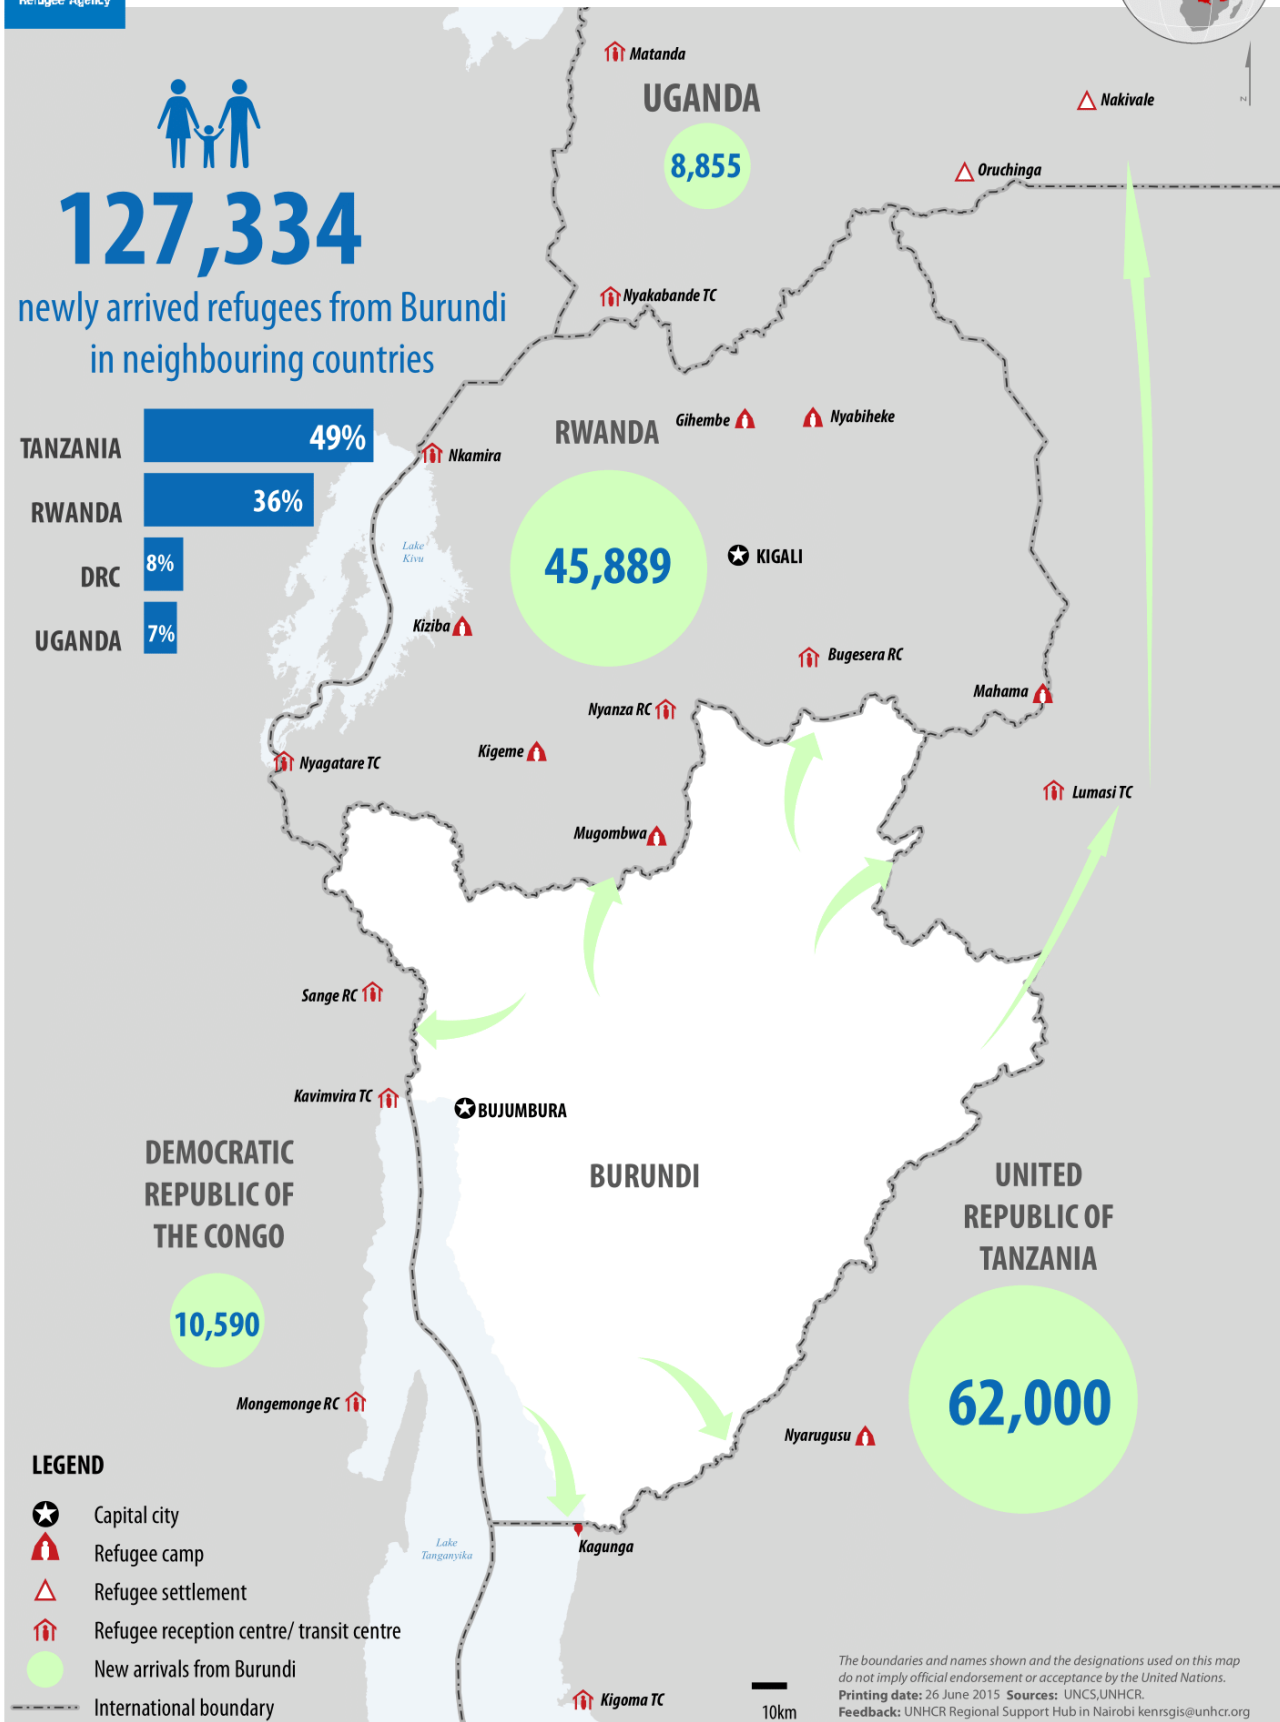 Refugee Agency
127,334
newly arrived refugees from Burundi
in neighbouring countries
TANZANIA 49%
RWANDA 36%
DRC 8%
UGANDA 7%
Matanda
UGANDA
8,855
Nakivale
N
Oruchinga
Nyakabande TC
RWANDA
Gihembe
Nyabiheke
Nkamira
45,889
Lake
Kivu
KIGALI
Kiziba
Bugesera RC
Mahama
Nyanza RC
Kigeme
Nyagatare TC
Lumasi TC
Mugombwa
Sange RC
Kavimvira TC
BUJUMBURA
DEMOCRATIC
REPUBLIC OF
THE CONGO
10,590
BURUNDI
UNITED
REPUBLIC OF
TANZANIA
62,000
Mongemonge RC
Nyarugusu
Kagunga
Lake
Tanganyika
Kigoma TC
LEGEND
Capital city
Refugee camp
Refugee settlement
Refugee reception centre/ transit centre
New arrivals from Burundi
International boundary
10km
The boundaries and names shown and the designations used on this map
do not imply official endorsement or acceptance by the United Nations.
Printing date: 26 June 2015 Sources: UNCS,UNHCR.
Feedback: UNHCR Regional Support Hub in Nairobi kenrsgis@unhcr.org